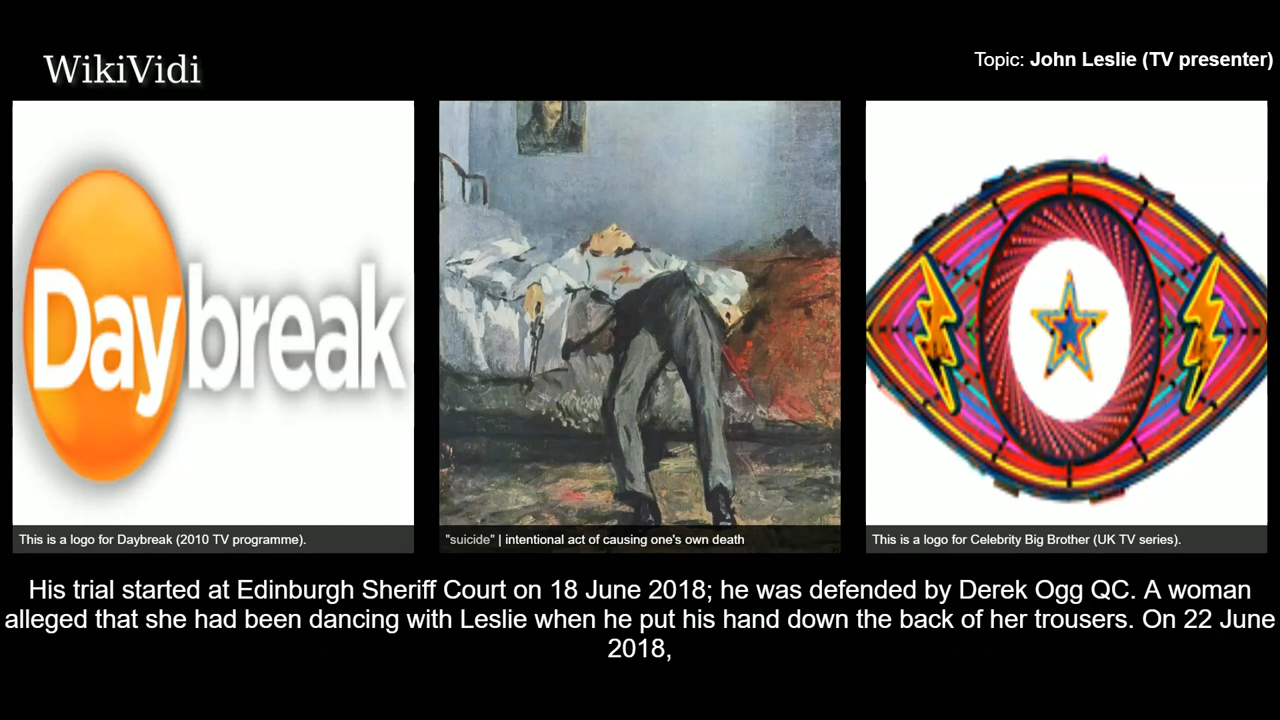 WikiVidi
Topic: John Leslie (TV presenter)
Daybreak
This is a logo for Daybreak (2010 TV programme).
"suicide" | intentional act of causing one's own death
This is a logo for Celebrity Big Brother (UK TV series).
His trial started at Edinburgh Sheriff Court on 18 June 2018; he was defended by Derek Ogg QC. A woman
alleged that she had been dancing with Leslie when he put his hand down the back of her trousers. On 22 June
2018,